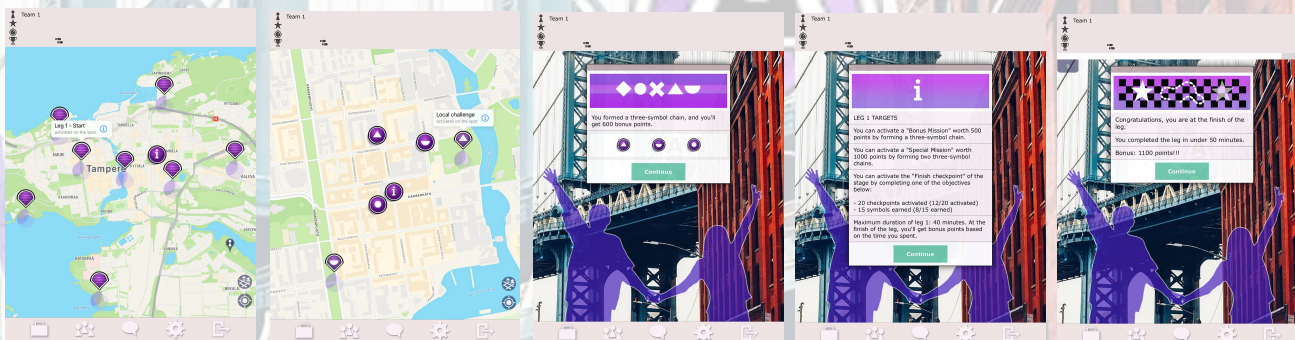 Team 1
Leg 1 - Start
activates on the spot
Tampere
Team 1
Local challenge
activates on the spot
Team 1
You formed a three-symbol chain, and you'll
get 600 bonus points.
Continue
Team 1
LEG 1 TARGETS
You can activate a "Bonus Mission" worth 500
points by forming a three-symbol chain.
You can activate a "Special Mission" worth
1000 points by forming two three-symbol
chains.
You can activate the "Finish checkpoint" of the
stage by completing one of the objectives
below:
- 20 checkpoints activated (12/20 activated)
- 15 symbols earned (8/15 earned)
Maximum duration of leg 1: 40 minutes. At the
finish of the leg, you'll get bonus points based
on the time you spent.
Continue
Team 1
Congratulations, you are at the finish of the
leg.
You completed the leg in under 50 minutes.
Bonus: 1100 points!!!
Continue